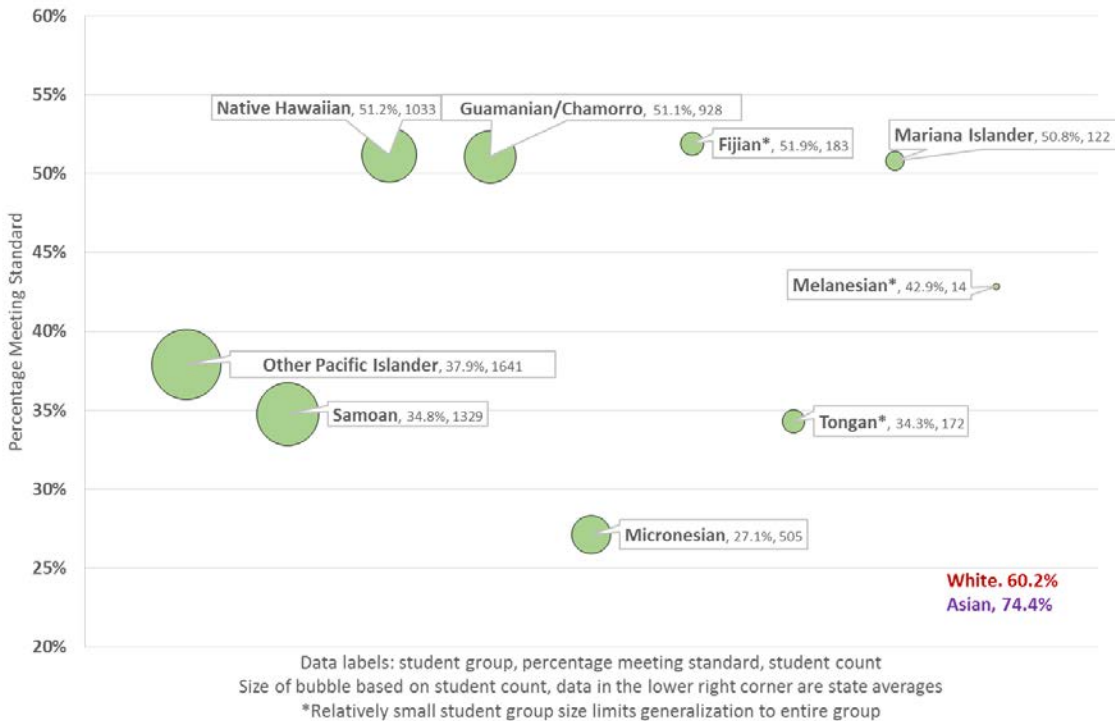 60%
55%
50%
45%
40%
35%
30%
25%
20%
Percentage Meeting Standard
Native Hawaiian, 51.2%, 1033
Guamanian/Chamorro, 51.1%, 928
Fijian*, 51.9%, 183
Mariana Islander, 50.8%, 122
Melanesian*, 42.9%, 14
Other Pacific Islander, 37.9%, 1641
Samoan, 34.8%, 1329
Tongan*, 34.3%, 172
Micronesian, 27.1%, 505
White. 60.2%
Asian, 74.4%
Data labels: student group, percentage meeting standard, student count
Size of bubble based on student count, data in the lower right corner are state averages
*Relatively small student group size limits generalization to entire group